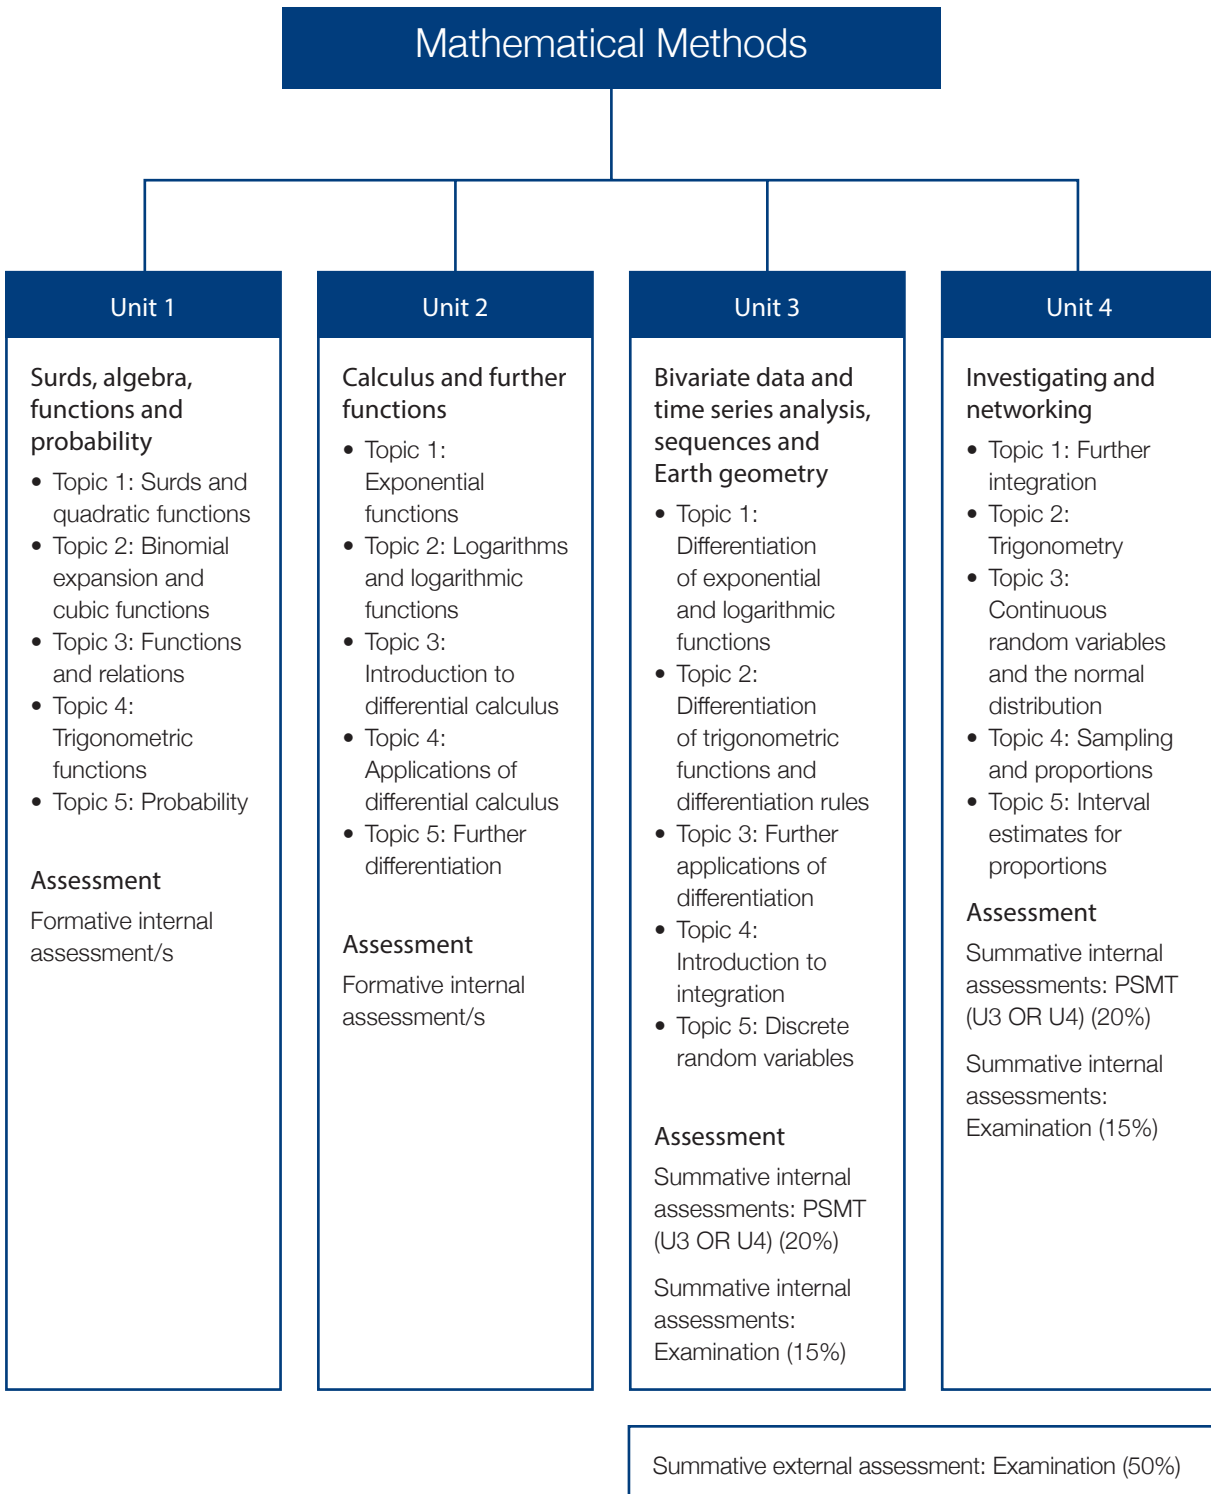 Mathematical Methods
Unit 1
Surds, algebra,
functions and
probability
• Topic 1: Surds and
quadratic functions
• Topic 2: Binomial
expansion and
cubic functions
• Topic 3: Functions
and relations
• Topic 4:
Trigonometric
functions
• Topic 5: Probability
Assessment
Formative internal
assessment/s
Unit 2
Calculus and further
functions
• Topic 1:
Exponential
functions
• Topic 2: Logarithms
and logarithmic
functions
• Topic 3:
Introduction to
differential calculus
• Topic 4:
Applications of
differential calculus
• Topic 5: Further
differentiation
Assessment
Formative internal
assessment/s
Unit 3
Bivariate data and
time series analysis,
sequences and
Earth geometry
• Topic 1:
Differentiation
of exponential
and logarithmic
functions
• Topic 2:
Differentiation
of trigonometric
functions and
differentiation rules
• Topic 3: Further
applications of
differentiation
• Topic 4:
Introduction to
integration
• Topic 5: Discrete
random variables
Assessment
Summative internal
assessments: PSMT
(U3 OR U4) (20%)
Summative internal
assessments:
Examination (15%)
Unit 4
Investigating and
networking
• Topic 1: Further
integration
• Topic 2:
Trigonometry
• Topic 3:
Continuous
random variables
and the normal
distribution
• Topic 4: Sampling
and proportions
• Topic 5: Interval
estimates for
proportions
Assessment
Summative internal
assessments: PSMT
(U3 OR U4) (20%)
Summative internal
assessments:
Examination (15%)
Summative external assessment: Examination (50%)